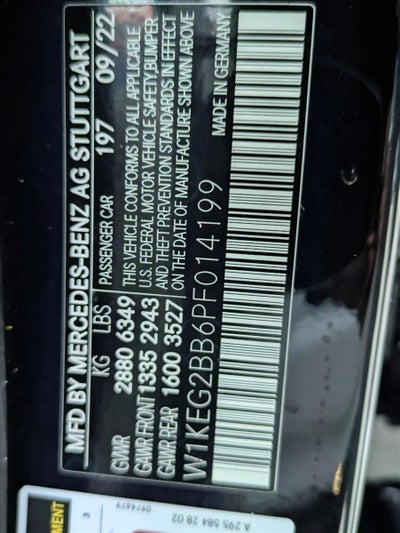 MFD BY MERCEDES-BENZ AG STUTTGART
KG LBS PASSENGER CAR 197 09/22
GVWR 2880 6349
GAWR FRONT 1335 2943
GAWR REAR 1600 3527
THIS VEHICLE CONFORMS TO ALL APPLICABLE
U.S. FEDERAL MOTOR VEHICLE SAFETY BUMPER
AND THEFT PREVENTION STANDARDS IN EFFECT
ON THE DATE OF MANUFACTURE SHOWN ABOVE
W1KEG2BB6PF014199 MADE IN GERMANY
A 295 584 28 02